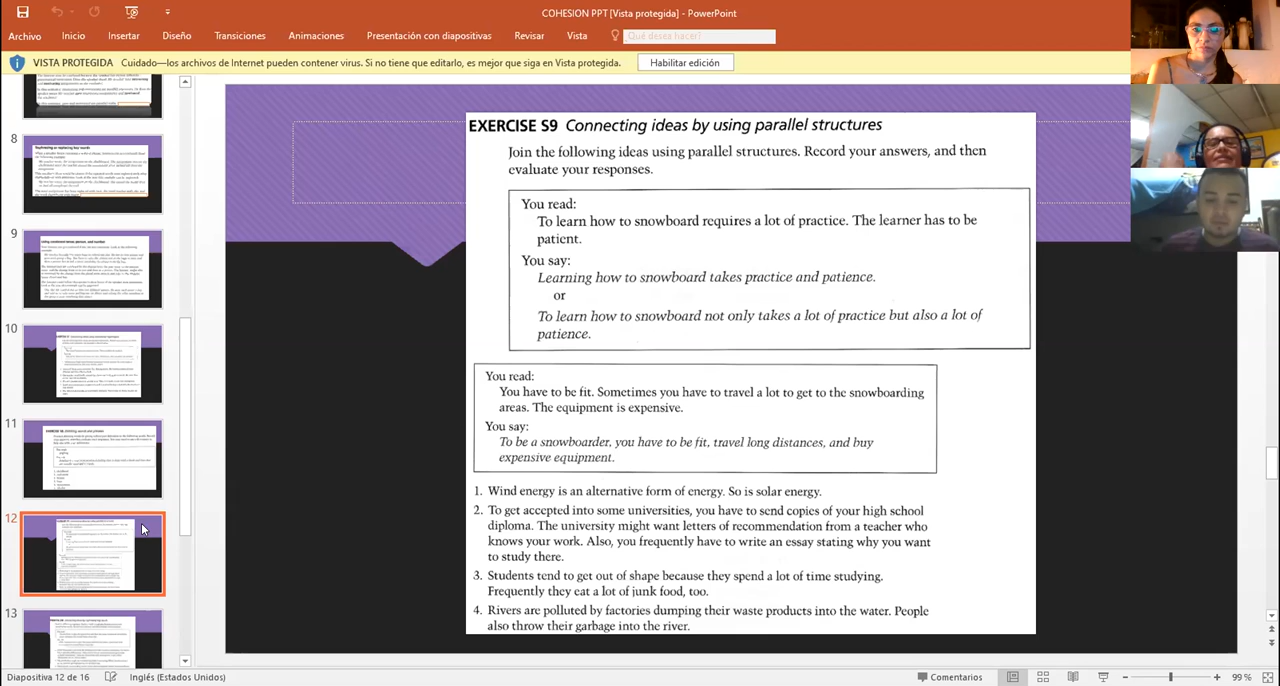 COHESION PPT [Vista protegida] - PowerPoint
Archivo Inicio Insertar Diseño Transiciones Animaciones Presentación con diapositivas Revisar Vista ¿Qué desea hacer?
VISTA PROTEGIDA Cuidado—los archivos de Internet pueden contener virus. Si no tiene que editarlo, es mejor que siga en Vista protegida. Habilitar edición
8
9
10
11
12
13
EXERCISE S9 Connecting ideas by using parallel structures
Join the following ideas using parallel structures. Record your answers, and then
evaluate your responses.
You read:
To learn how to snowboard requires a lot of practice. The learner has to be
patient.
You say:
Learning how to snowboard takes practice and patience.
or
To learn how to snowboard not only takes a lot of practice but also a lot of
patience.
You read:
You have to be fit. Sometimes you have to travel a lot to get to the snowboarding
areas. The equipment is expensive.
You say:
To be a snowboarder, you have to be fit, travel long distances, and buy
expensive equipment.
1. Wind energy is an alternative form of energy. So is solar energy.
2. To get accepted into some universities, you have to send copies of your high school
diploma. The university might want letters of recommendation from a teacher who
knows your work. Also, you frequently have to write an essay stating why you want
to study there.
3. Students tend to get out of shape because they spend a lot of time studying.
Frequently they eat a lot of junk food, too.
4. Rivers are polluted by factories dumping their waste products into the water. People
also throw their garbage into the river.
Diapositiva 12 de 16 Inglés (Estados Unidos) Comentarios 99 %